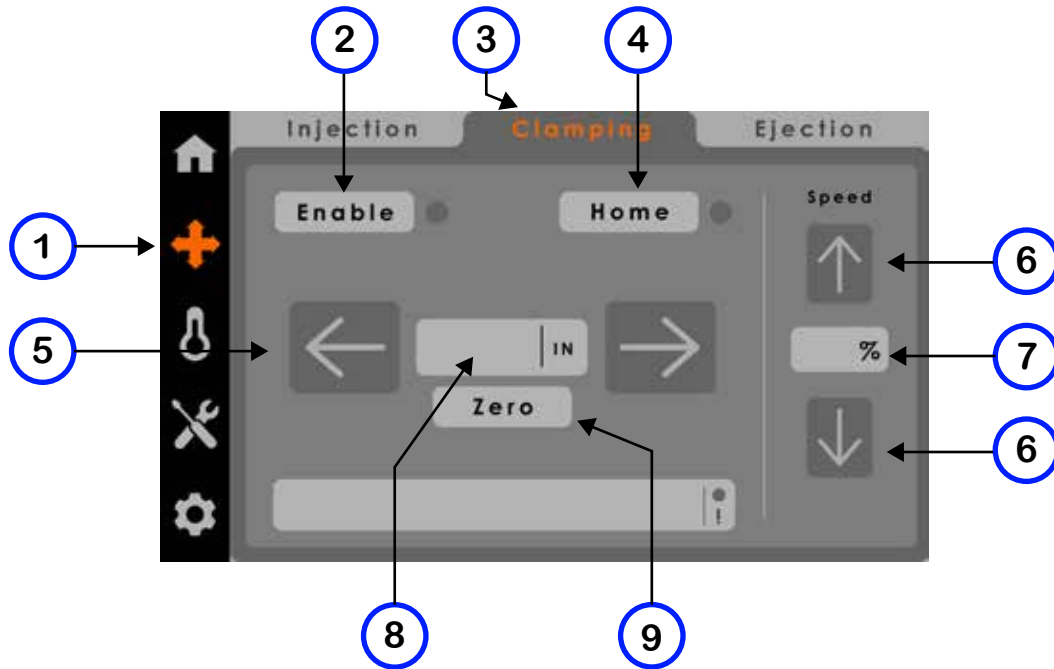 2
3
4
Injection
Clamping
Ejection
Enable
Home
Speed
1
6
5
IN
%
7
Zero
6
!
8
9